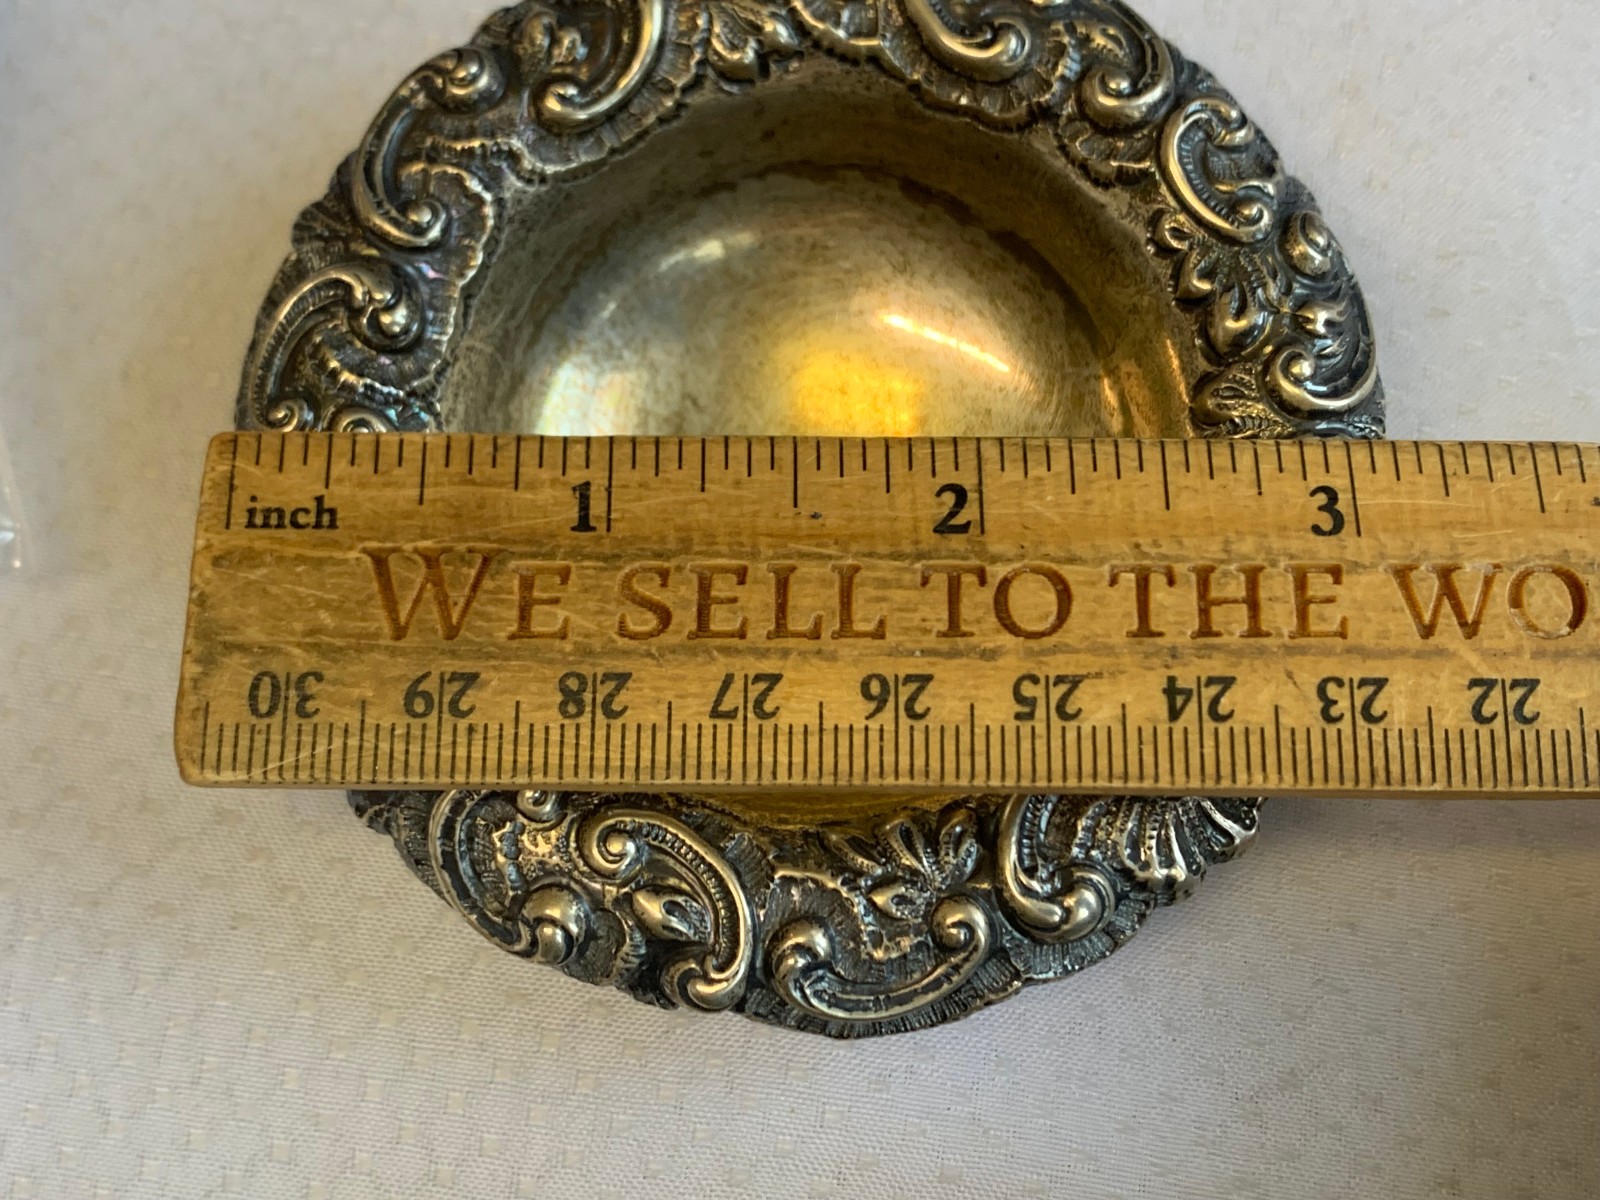 inch 1 2 3
WE SELL TO THE WO
30 29 28 27 26 25 24 23 22